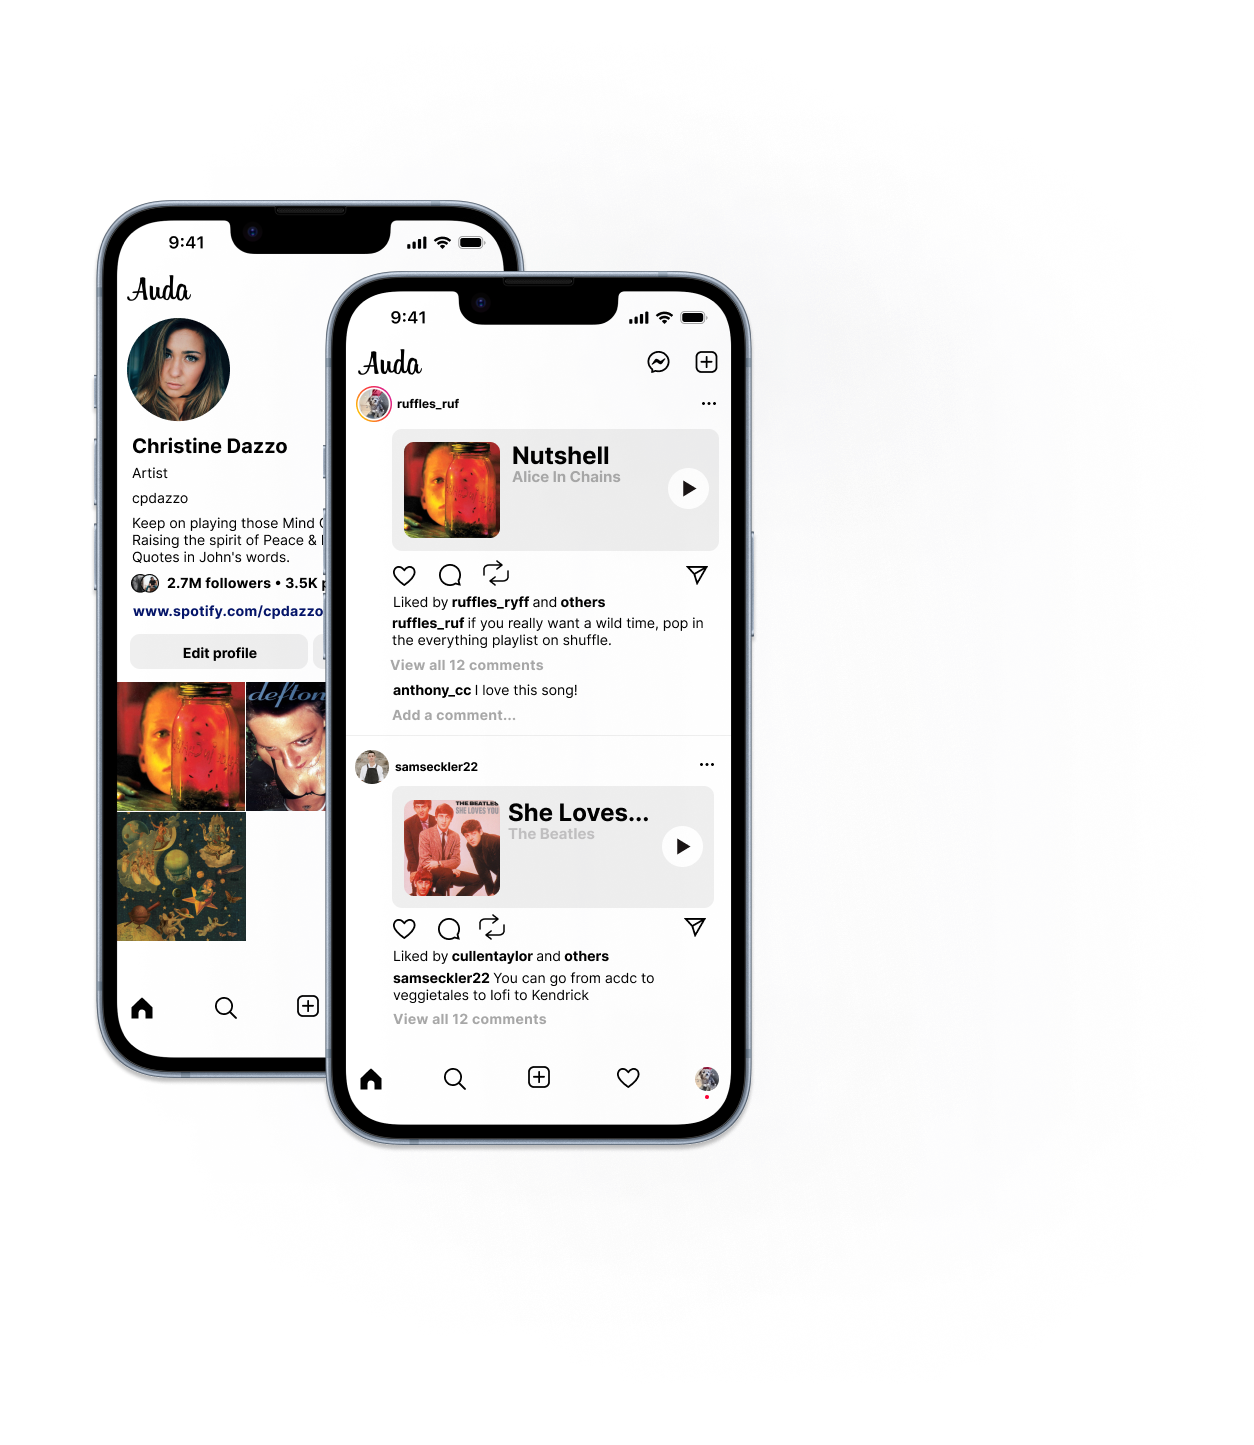 9:41
Auda
Christine Dazzo
Artist
cpdazzo
Keep on playing those Mind
Raising the spirit of Peace &
Quotes in John's words.
2.7M followers • 3.5K
www.spotify.com/cpdazzo
Edit profile
9:41
Auda
ruffles_ruf
Nutshell
Alice In Chains
Liked by ruffles_ryff and others
ruffles_ruf if you really want a wild time, pop in
the everything playlist on shuffle.
View all 12 comments
anthony_cc I love this song!
Add a comment...
samseckler22
THE BEATLES
SHE LOVES YOU
She Loves...
The Beatles
Liked by cullentaylor and others
samseckler22 You can go from acdc to
veggietales to lofi to Kendrick
View all 12 comments